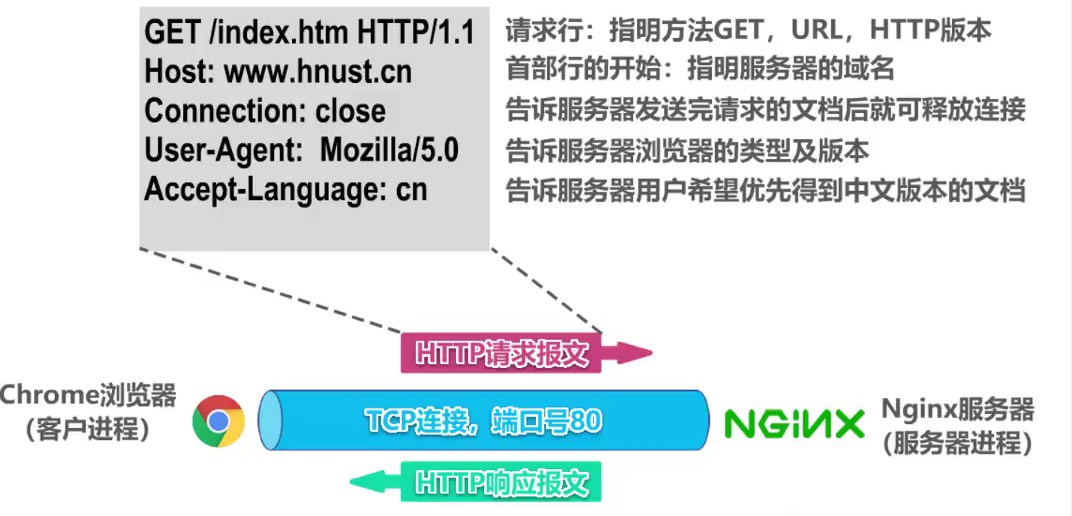 GET /index.htm HTTP/1.1
请求行：指明方法GET，URL，HTTP版本
Host: www.hnust.cn
首部行的开始：指明服务器的域名
Connection: close
告诉服务器发送完请求的文档后就可释放连接
User-Agent:  Mozilla/5.0
告诉服务器浏览器的类型及版本
Accept-Language: cn
告诉服务器用户希望优先得到中文版本的文档
HTTP请求报文
Chrome浏览器
（客户进程）
TCP连接，端口号80
NGINX
Nginx服务器
（服务器进程）
HTTP响应报文